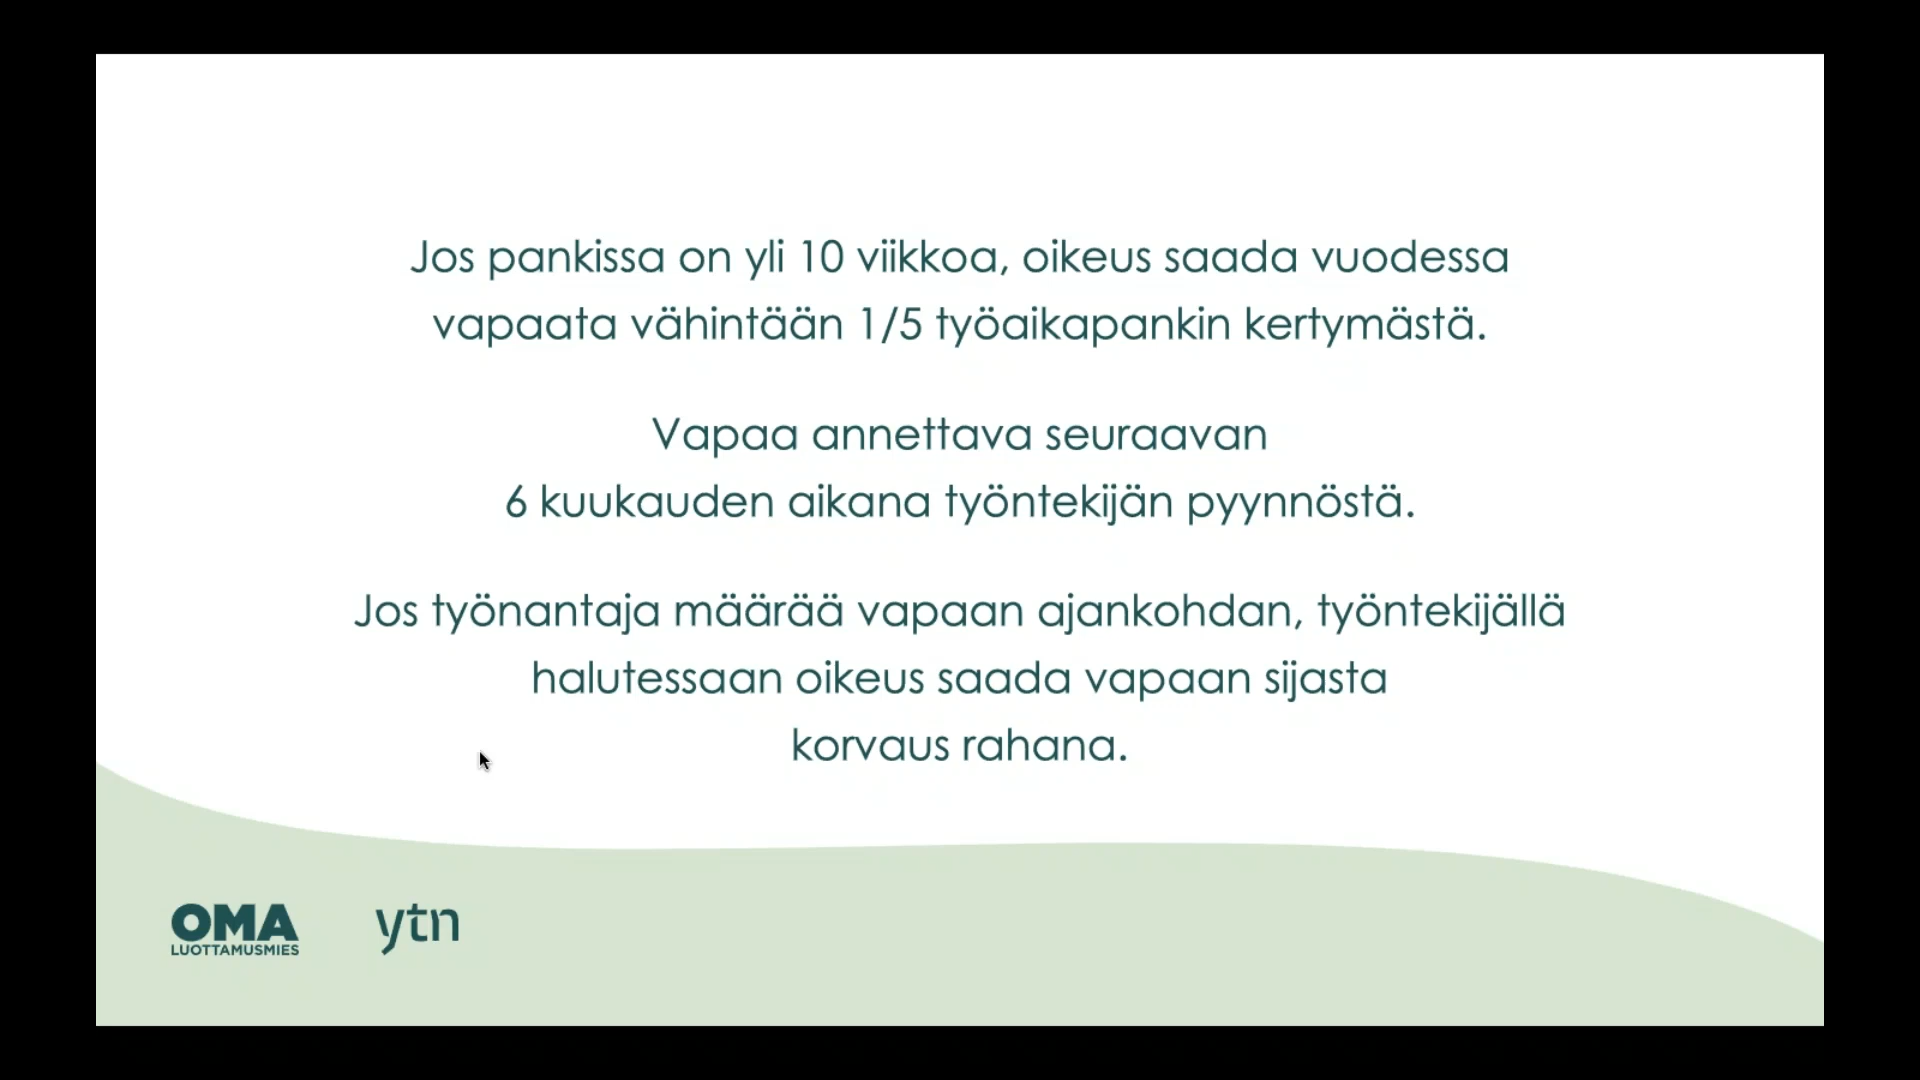 Jos pankissa on yli 10 viikkoa, oikeus saada vuodessa
vapaata vähintään 1/5 työaikapankin kertymästä.
Vapaa annettava seuraavan
6 kuukauden aikana työntekijän pyynnöstä.
Jos työnantaja määrää vapaan ajankohdan, työntekijällä
halutessaan oikeus saada vapaan sijasta
korvaus rahana.
OMA
LUOTTAMUSMIES
ytn